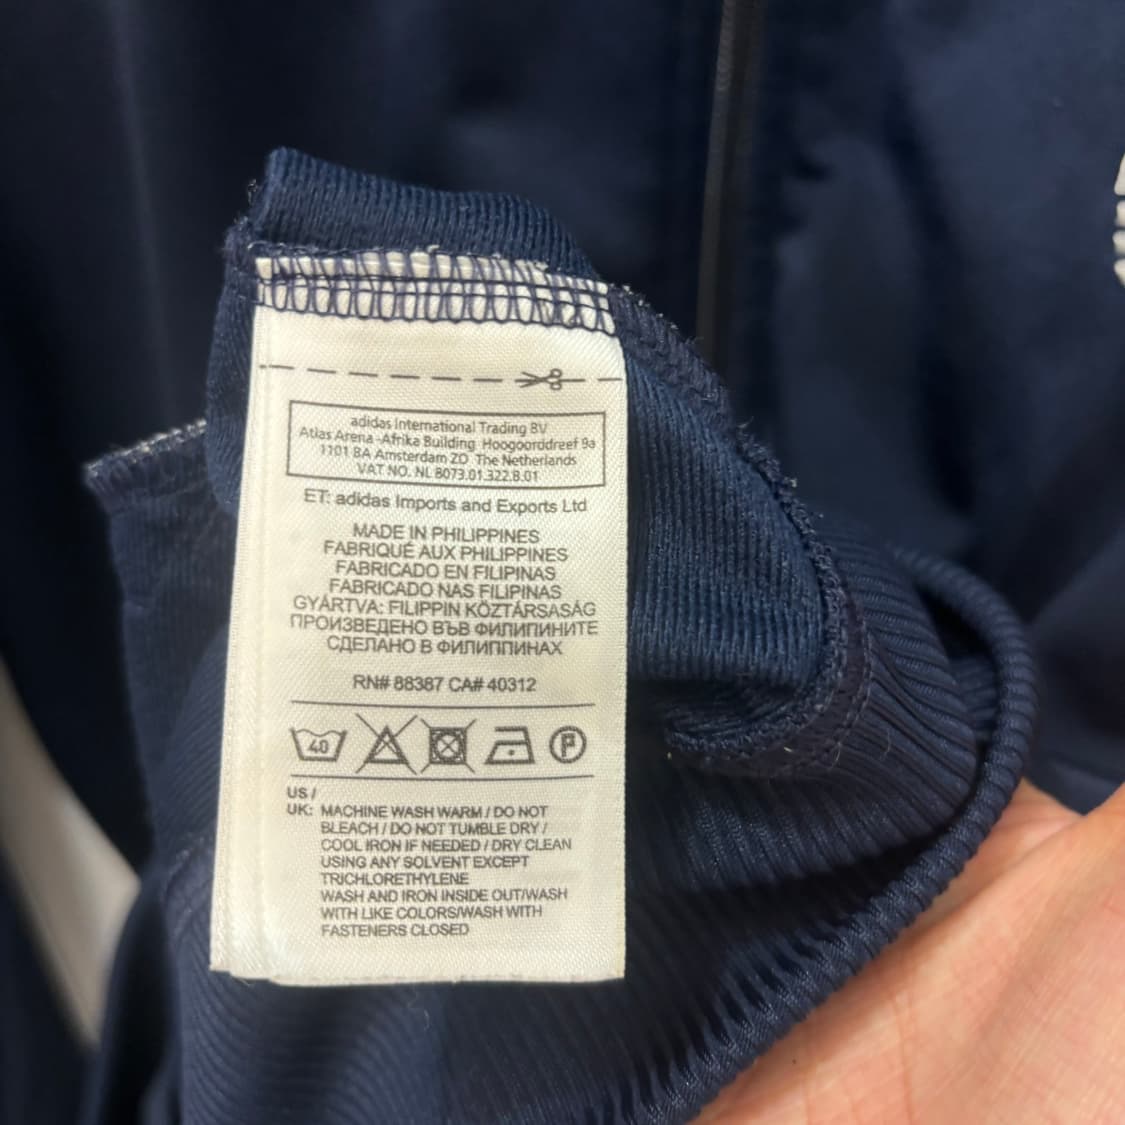 adidas International Trading BV
Atlas Arena -Afrika Building Hoogoorddreef 9a
1101 BA Amsterdam ZO The Netherlands
VAT NO. NL 8073.01.322.B.01
ET: adidas Imports and Exports Ltd
MADE IN PHILIPPINES
FABRIQUÉ AUX PHILIPPINES
FABRICADO EN FILIPINAS
FABRICADO NAS FILIPINAS
GYÁRTVA: FILIPPIN KÖZTÁRSASÁG
ПРОИЗВЕДЕНО ВЪВ ФИЛИПИНИТЕ
СДЕЛАНО В ФИЛИППИНАХ
RN# 88387 CA# 40312
40 P
US /
UK: MACHINE WASH WARM / DO NOT
BLEACH / DO NOT TUMBLE DRY /
COOL IRON IF NEEDED / DRY CLEAN
USING ANY SOLVENT EXCEPT
TRICHLORETHYLENE
WASH AND IRON INSIDE OUT/WASH
WITH LIKE COLORS/WASH WITH
FASTENERS CLOSED